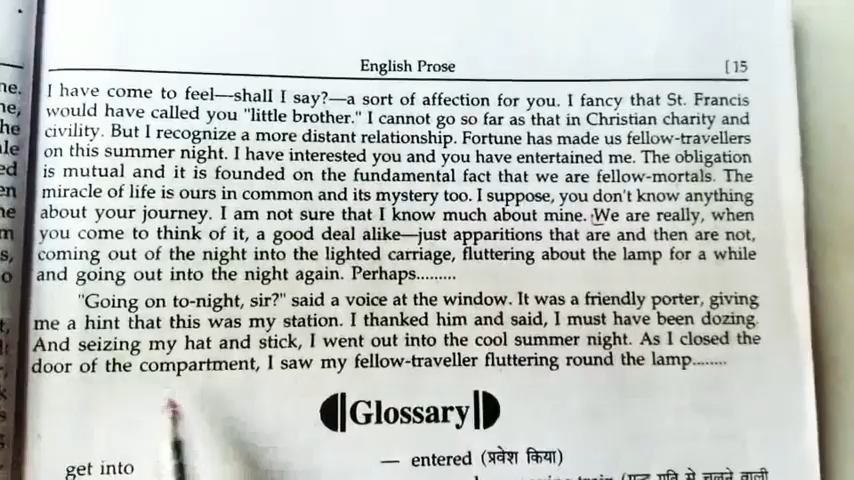 English Prose [ 15
I have come to feel—shall I say?—a sort of affection for you. I fancy that St. Francis
would have called you "little brother." I cannot go so far as that in Christian charity and
civility. But I recognize a more distant relationship. Fortune has made us fellow-travellers
on this summer night. I have interested you and you have entertained me. The obligation
is mutual and it is founded on the fundamental fact that we are fellow-mortals. The
miracle of life is ours in common and its mystery too. I suppose, you don't know anything
about your journey. I am not sure that I know much about mine. We are really, when
you come to think of it, a good deal alike—just apparitions that are and then are not,
coming out of the night into the lighted carriage, fluttering about the lamp for a while
and going out into the night again. Perhaps.........
"Going on to-night, sir?" said a voice at the window. It was a friendly porter, giving
me a hint that this was my station. I thanked him and said, I must have been dozing.
And seizing my hat and stick, I went out into the cool summer night. As I closed the
door of the compartment, I saw my fellow-traveller fluttering round the lamp........
Glossary
get into — entered (प्रवेश किया)